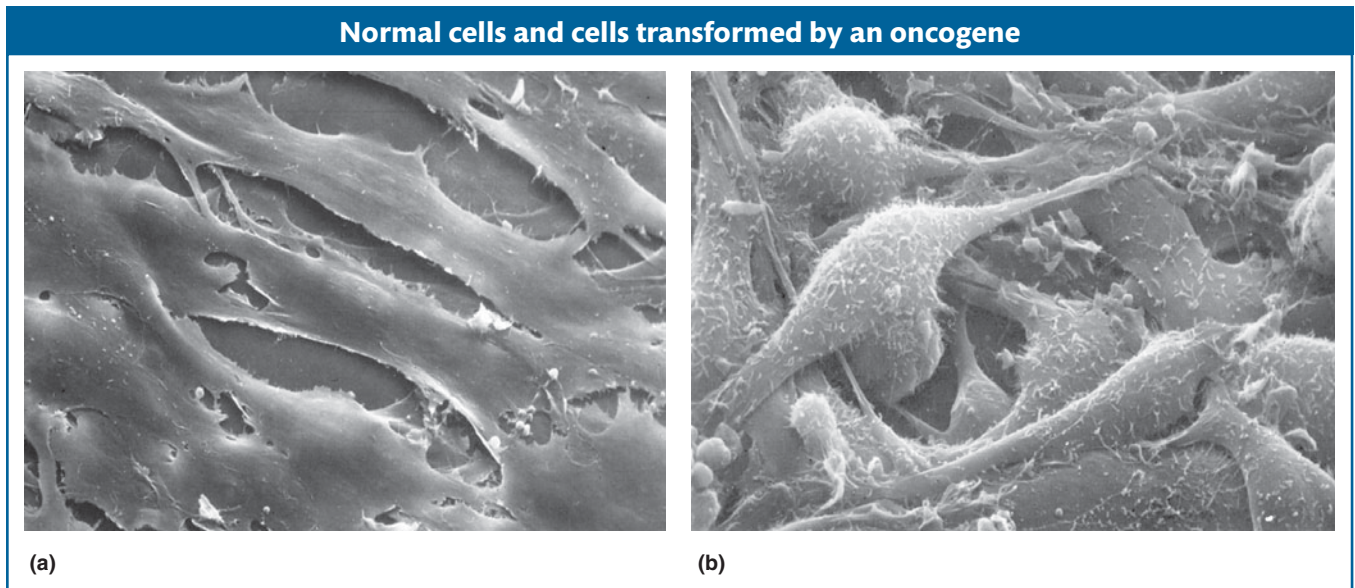 Normal cells and cells transformed by an oncogene
(a)
(b)